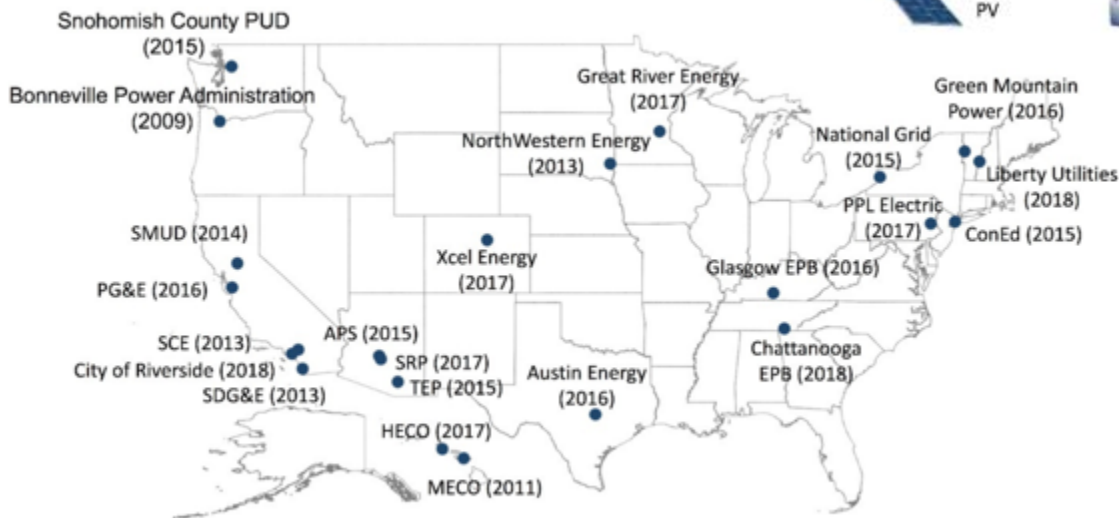 PV
Snohomish County PUD
(2015)
Bonneville Power Administration
(2009)
Great River Energy
(2017)
NorthWestern Energy
(2013)
Green Mountain
Power (2016)
National Grid
(2015)
Liberty Utilities
(2018)
PPL Electric
(2017)
ConEd (2015)
SMUD (2014)
PG&E (2016)
Xcel Energy
(2017)
Glasgow EPB (2016)
SCE (2013)
City of Riverside (2018)
SDG&E (2013)
APS (2015)
SRP (2017)
TEP (2015)
Austin Energy
(2016)
Chattanooga
EPB (2018)
HECO (2017)
MECO (2011)